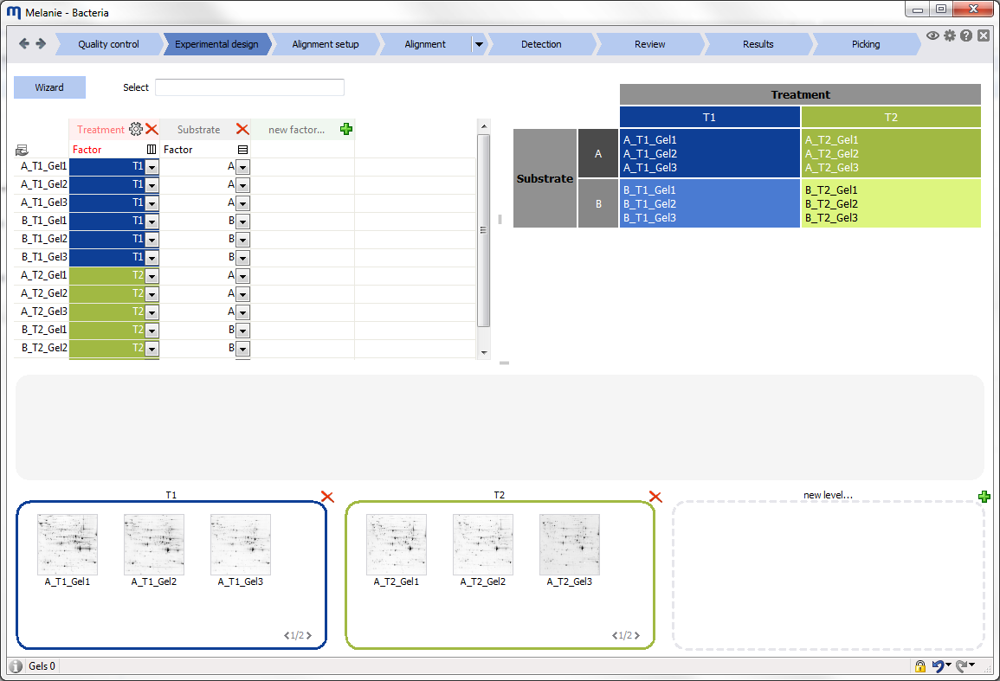 Melanie - Bacteria
Quality control
Experimental design
Alignment setup
Alignment
Detection
Review
Results
Picking
Wizard
Select
Treatment
Substrate
new factor...
Factor
Factor
A_T1_Gel1 T1 A
A_T1_Gel2 T1 A
A_T1_Gel3 T1 A
B_T1_Gel1 T1 B
B_T1_Gel2 T1 B
B_T1_Gel3 T1 B
A_T2_Gel1 T2 A
A_T2_Gel2 T2 A
A_T2_Gel3 T2 A
B_T2_Gel1 T2 B
B_T2_Gel2 T2 B
Treatment
T1
T2
Substrate
A
A_T1_Gel1
A_T1_Gel2
A_T1_Gel3
A_T2_Gel1
A_T2_Gel2
A_T2_Gel3
B
B_T1_Gel1
B_T1_Gel2
B_T1_Gel3
B_T2_Gel1
B_T2_Gel2
B_T2_Gel3
T1
A_T1_Gel1
A_T1_Gel2
A_T1_Gel3
1/2
T2
A_T2_Gel1
A_T2_Gel2
A_T2_Gel3
1/2
new level...
Gels 0